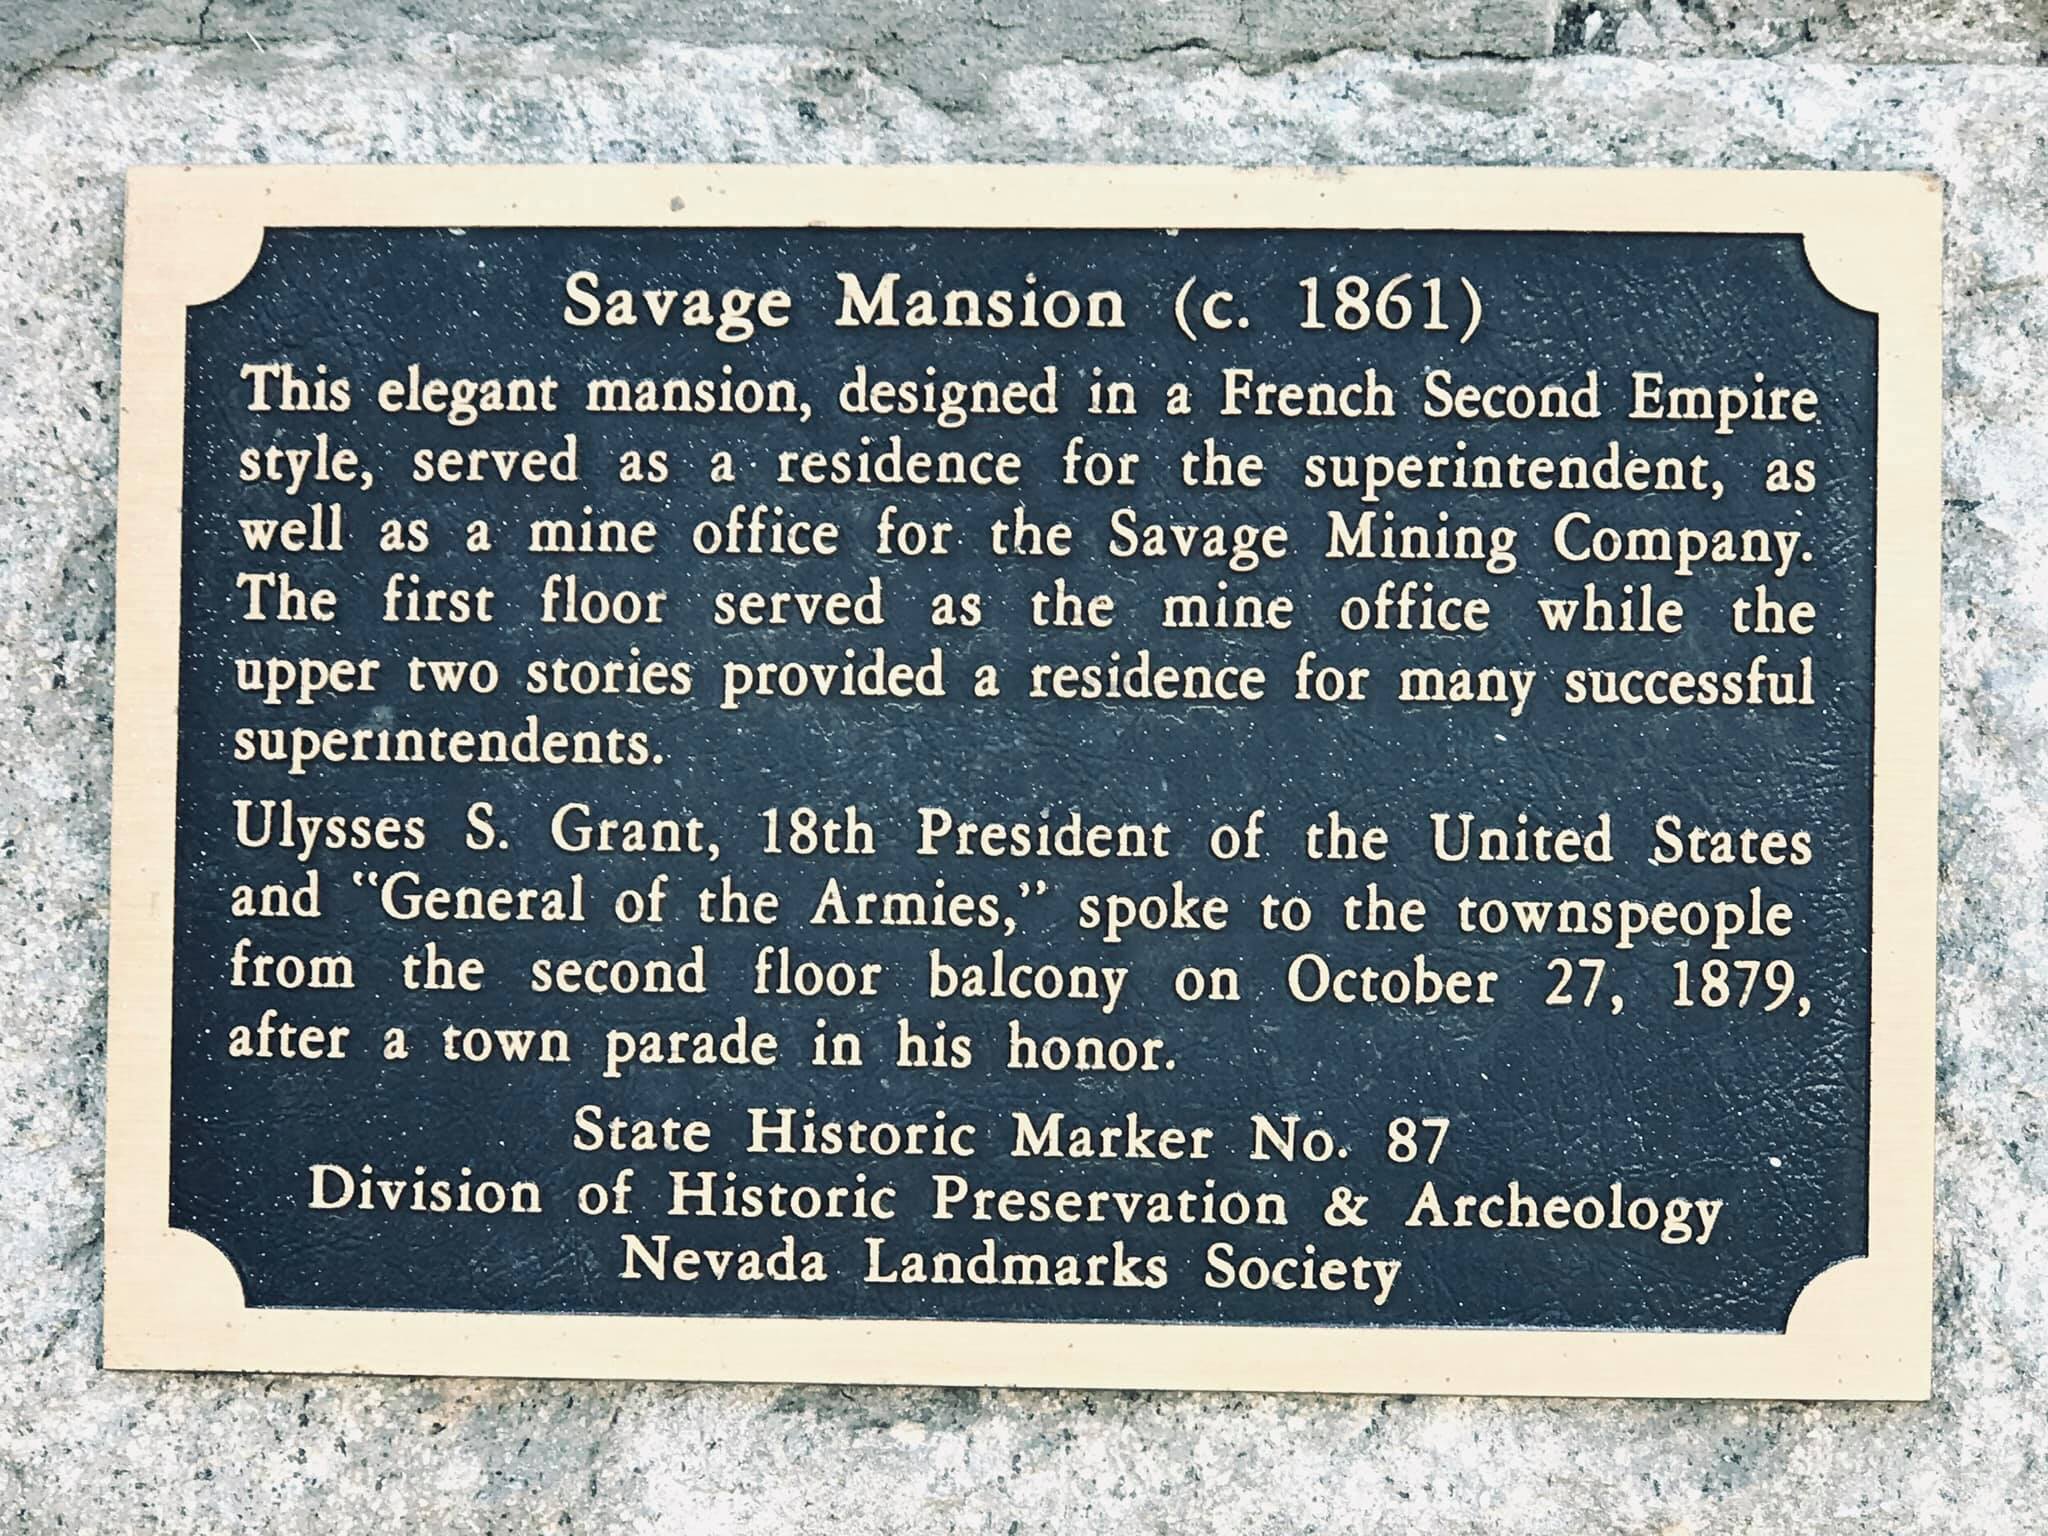 Savage Mansion (c. 1861)
This elegant mansion, designed in a French Second Empire
style, served as a residence for the superintendent, as
well as a mine office for the Savage Mining Company.
The first floor served as the mine office while the
upper two stories provided a residence for many successful
superintendents.
Ulysses S. Grant, 18th President of the United States
and “General of the Armies,” spoke to the townspeople
from the second floor balcony on October 27, 1879,
after a town parade in his honor.
State Historic Marker No. 87
Division of Historic Preservation & Archeology
Nevada Landmarks Society